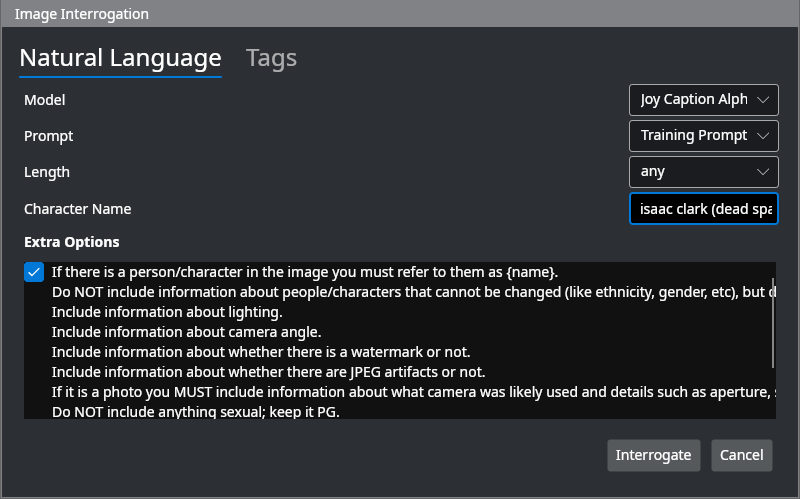 Image Interrogation
Natural Language Tags
Model Joy Caption Alph
Prompt Training Prompt
Length any
Character Name isaac clark (dead spa
Extra Options
If there is a person/character in the image you must refer to them as {name}.
Do NOT include information about people/characters that cannot be changed (like ethnicity, gender, etc), but d
Include information about lighting.
Include information about camera angle.
Include information about whether there is a watermark or not.
Include information about whether there are JPEG artifacts or not.
If it is a photo you MUST include information about what camera was likely used and details such as aperture,
Do NOT include anything sexual; keep it PG.
Interrogate Cancel